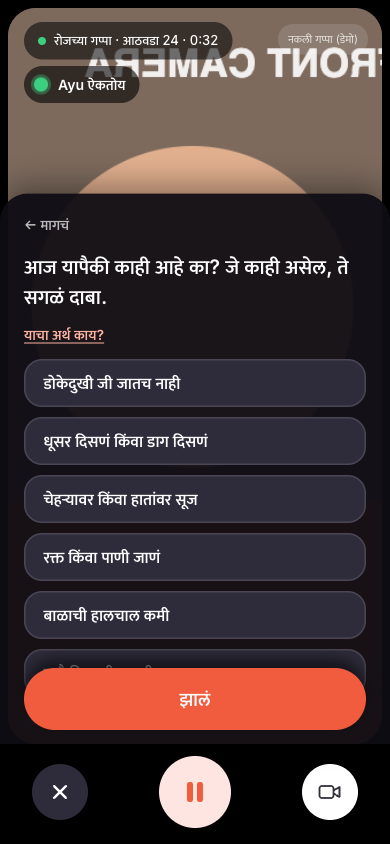 रोजच्या गप्पा · आठवडा 24 · 0:32
नकली गप्पा (डेमो)
FRONT CAMERA
Ayu ऐकतोय
← मागचं
आज यापैकी काही आहे का? जे काही असेल, ते
सगळं दाबा.
याचा अर्थ काय?
डोकेदुखी जी जातच नाही
धूसर दिसणं किंवा डाग दिसणं
चेहऱ्यावर किंवा हातांवर सूज
रक्त किंवा पाणी जाणं
बाळाची हालचाल कमी
झालं